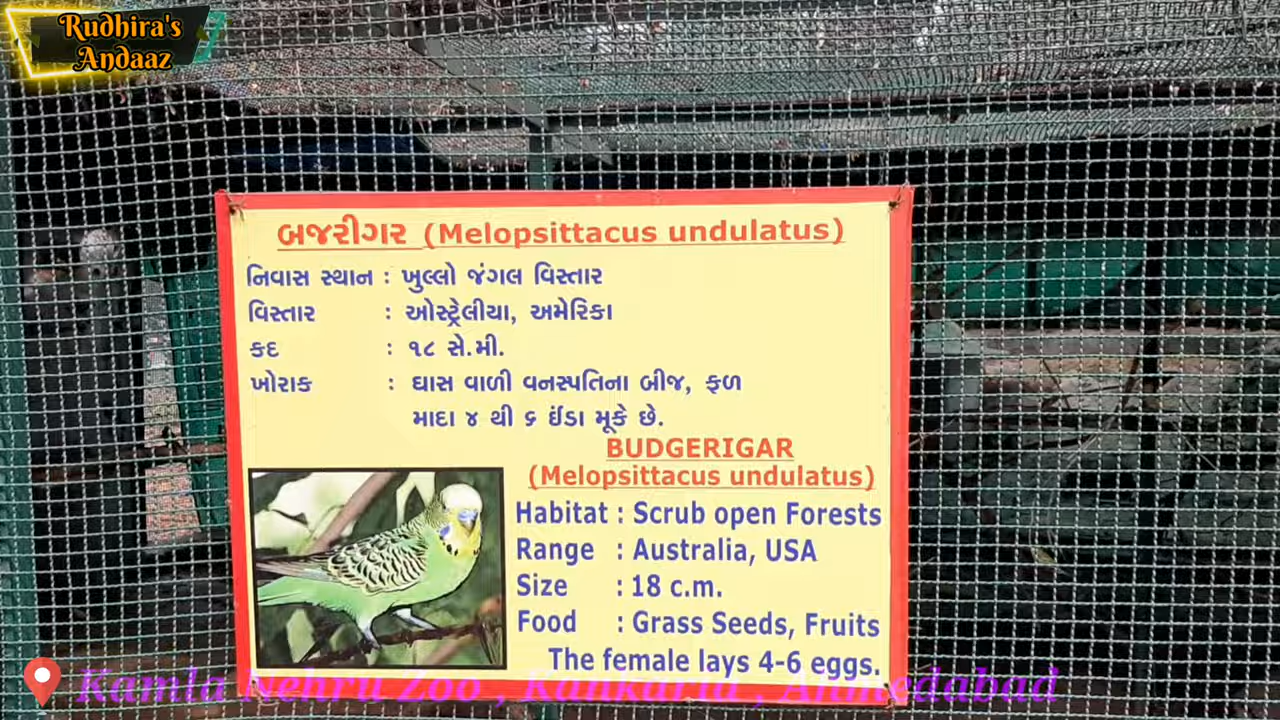 Rudhira's
Andaaz
બજરીગર (Melopsittacus undulatus)
નિવાસ સ્થાન : ખુલ્લો જંગલ વિસ્તાર
વિસ્તાર : ઓસ્ટ્રેલીયા, અમેરિકા
કદ : ૧૮ સે.મી.
ખોરાક : ઘાસ વાળી વનસ્પતિના બીજ, ફળ
માદા ૪ થી ૬ ઈંડા મૂકે છે.
BUDGERIGAR
(Melopsittacus undulatus)
Habitat : Scrub open Forests
Range : Australia, USA
Size : 18 c.m.
Food : Grass Seeds, Fruits
The female lays 4-6 eggs.
Kamla Nehru Zoo , Kankaria , Ahmedabad